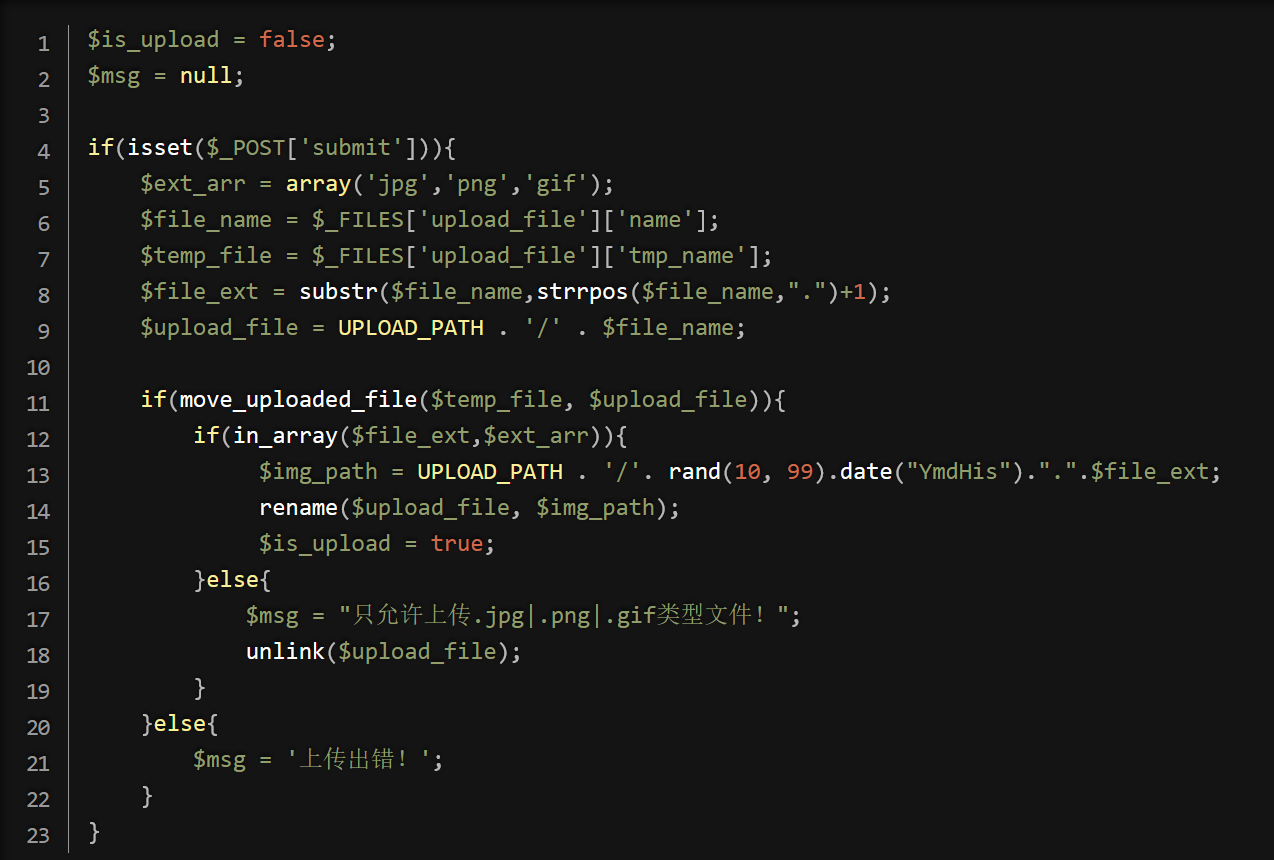 1 $is_upload = false;
2 $msg = null;
3
4 if(isset($_POST['submit'])){
5     $ext_arr = array('jpg','png','gif');
6     $file_name = $_FILES['upload_file']['name'];
7     $temp_file = $_FILES['upload_file']['tmp_name'];
8     $file_ext = substr($file_name,strrpos($file_name,".")+1);
9     $upload_file = UPLOAD_PATH . '/' . $file_name;
10
11     if(move_uploaded_file($temp_file, $upload_file)){
12         if(in_array($file_ext,$ext_arr)){
13              $img_path = UPLOAD_PATH . '/'. rand(10, 99).date("YmdHis").".".$file_ext;
14              rename($upload_file, $img_path);
15              $is_upload = true;
16         }else{
17             $msg = "只允许上传.jpg|.png|.gif类型文件！";
18             unlink($upload_file);
19         }
20     }else{
21         $msg = '上传出错！';
22     }
23 }